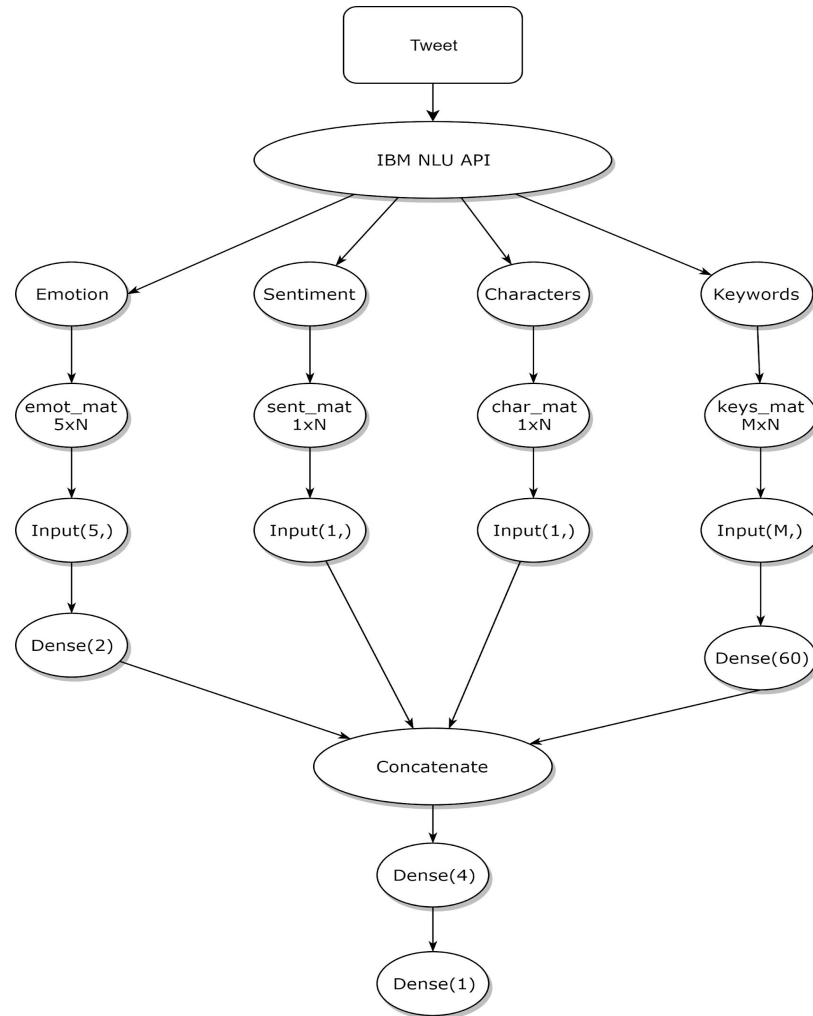 Tweet
IBM NLU API
Emotion
Sentiment
Characters
Keywords
emot_mat
5xN
sent_mat
1xN
char_mat
1xN
keys_mat
MxN
Input(5,)
Input(1,)
Input(1,)
Input(M,)
Dense(2)
Dense(60)
Concatenate
Dense(4)
Dense(1)